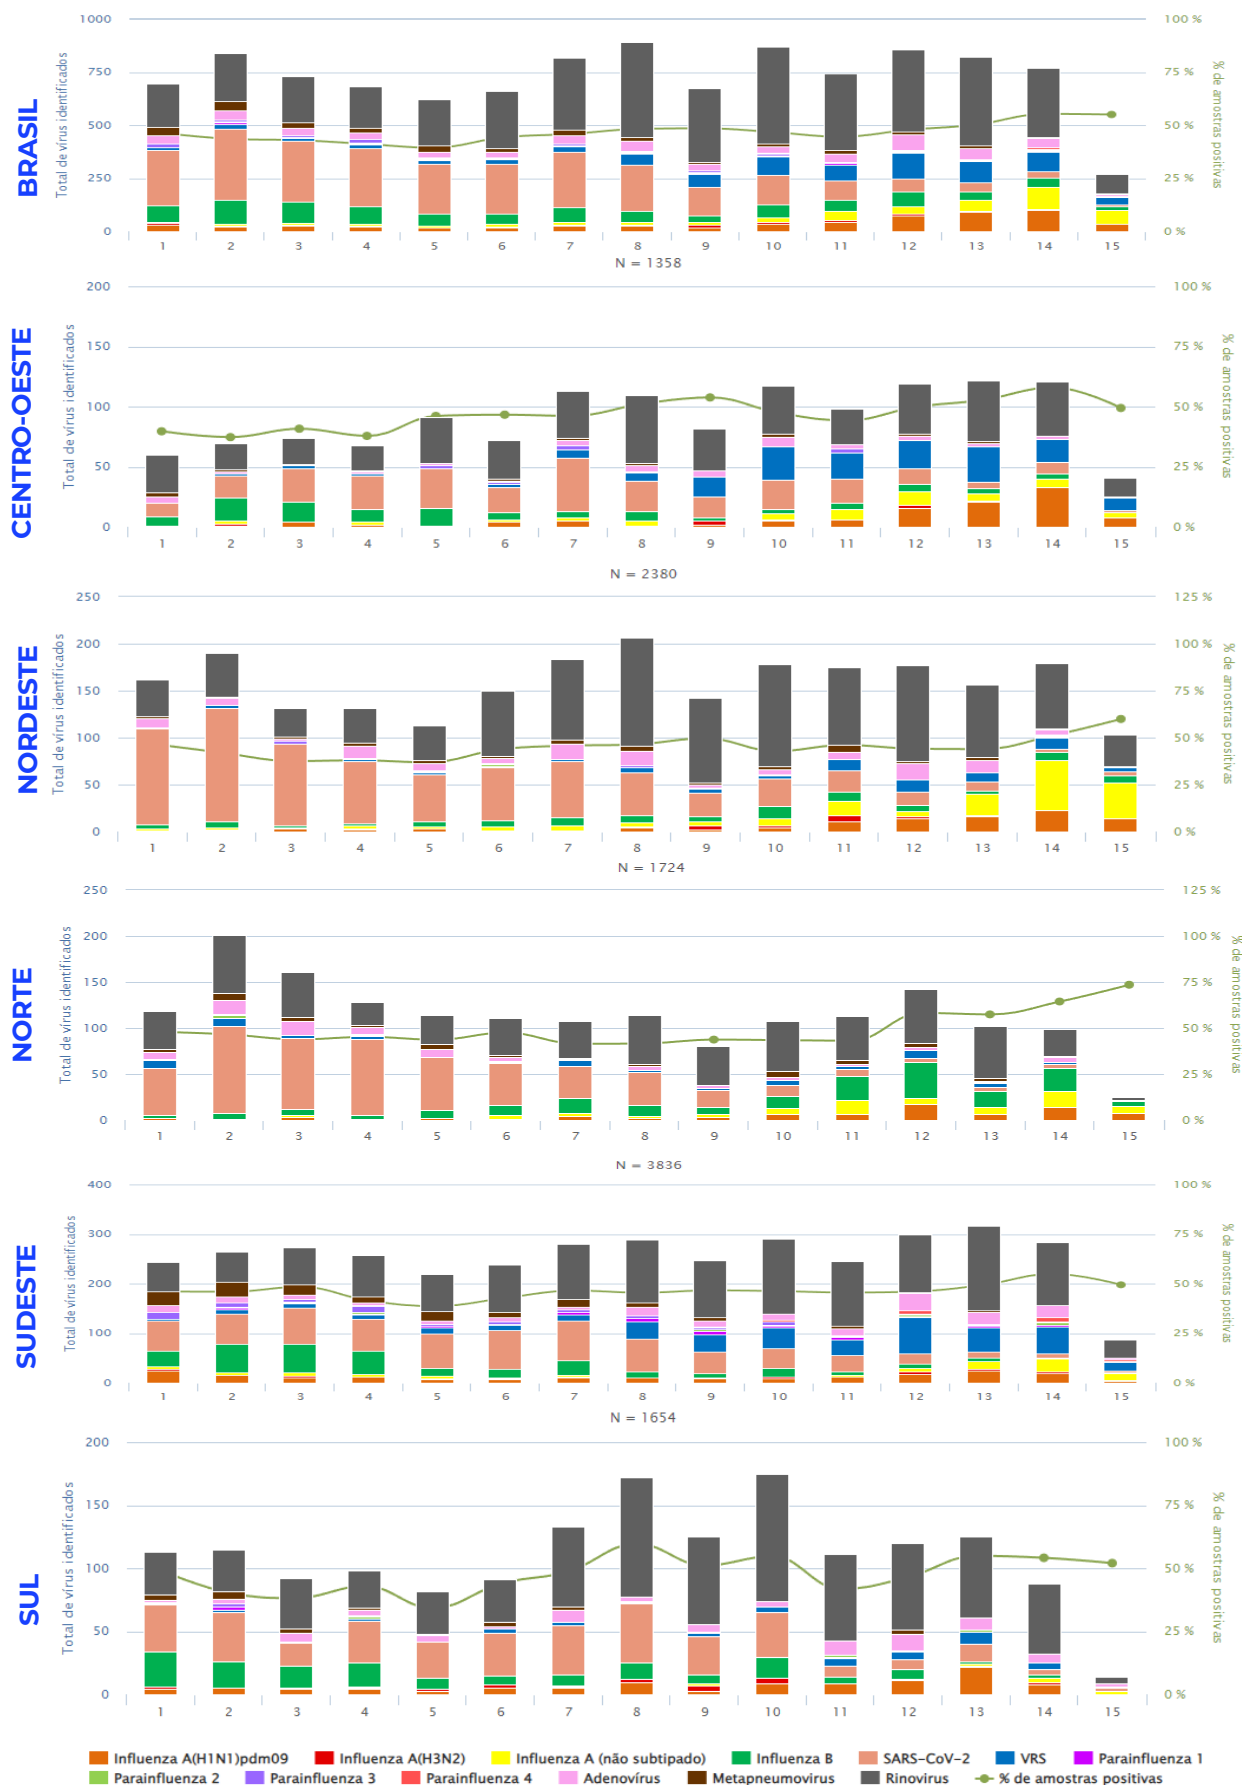 BRASIL
Total de vírus identificados
1000
750
500
250
0
100 %
75 %
50 %
25 %
0 %
% de amostras positivas
1 2 3 4 5 6 7 8 9 10 11 12 13 14 15
N = 1358
CENTRO-OESTE
Total de vírus identificados
200
150
100
50
0
100 %
75 %
50 %
25 %
0 %
% de amostras positivas
1 2 3 4 5 6 7 8 9 10 11 12 13 14 15
N = 2380
NORDESTE
Total de vírus identificados
250
200
150
100
50
0
125 %
100 %
75 %
50 %
25 %
0 %
% de amostras positivas
1 2 3 4 5 6 7 8 9 10 11 12 13 14 15
N = 1724
NORTE
Total de vírus identificados
250
200
150
100
50
0
125 %
100 %
75 %
50 %
25 %
0 %
% de amostras positivas
1 2 3 4 5 6 7 8 9 10 11 12 13 14 15
N = 3836
SUDESTE
Total de vírus identificados
400
300
200
100
0
100 %
75 %
50 %
25 %
0 %
% de amostras positivas
1 2 3 4 5 6 7 8 9 10 11 12 13 14 15
N = 1654
SUL
Total de vírus identificados
200
150
100
50
0
100 %
75 %
50 %
25 %
0 %
% de amostras positivas
1 2 3 4 5 6 7 8 9 10 11 12 13 14 15
Influenza A(H1N1)pdm09 Influenza A(H3N2) Influenza A (não subtipado) Influenza B SARS-CoV-2 VRS Parainfluenza 1
Parainfluenza 2 Parainfluenza 3 Parainfluenza 4 Adenovírus Metapneumovirus Rinovirus % de amostras positivas